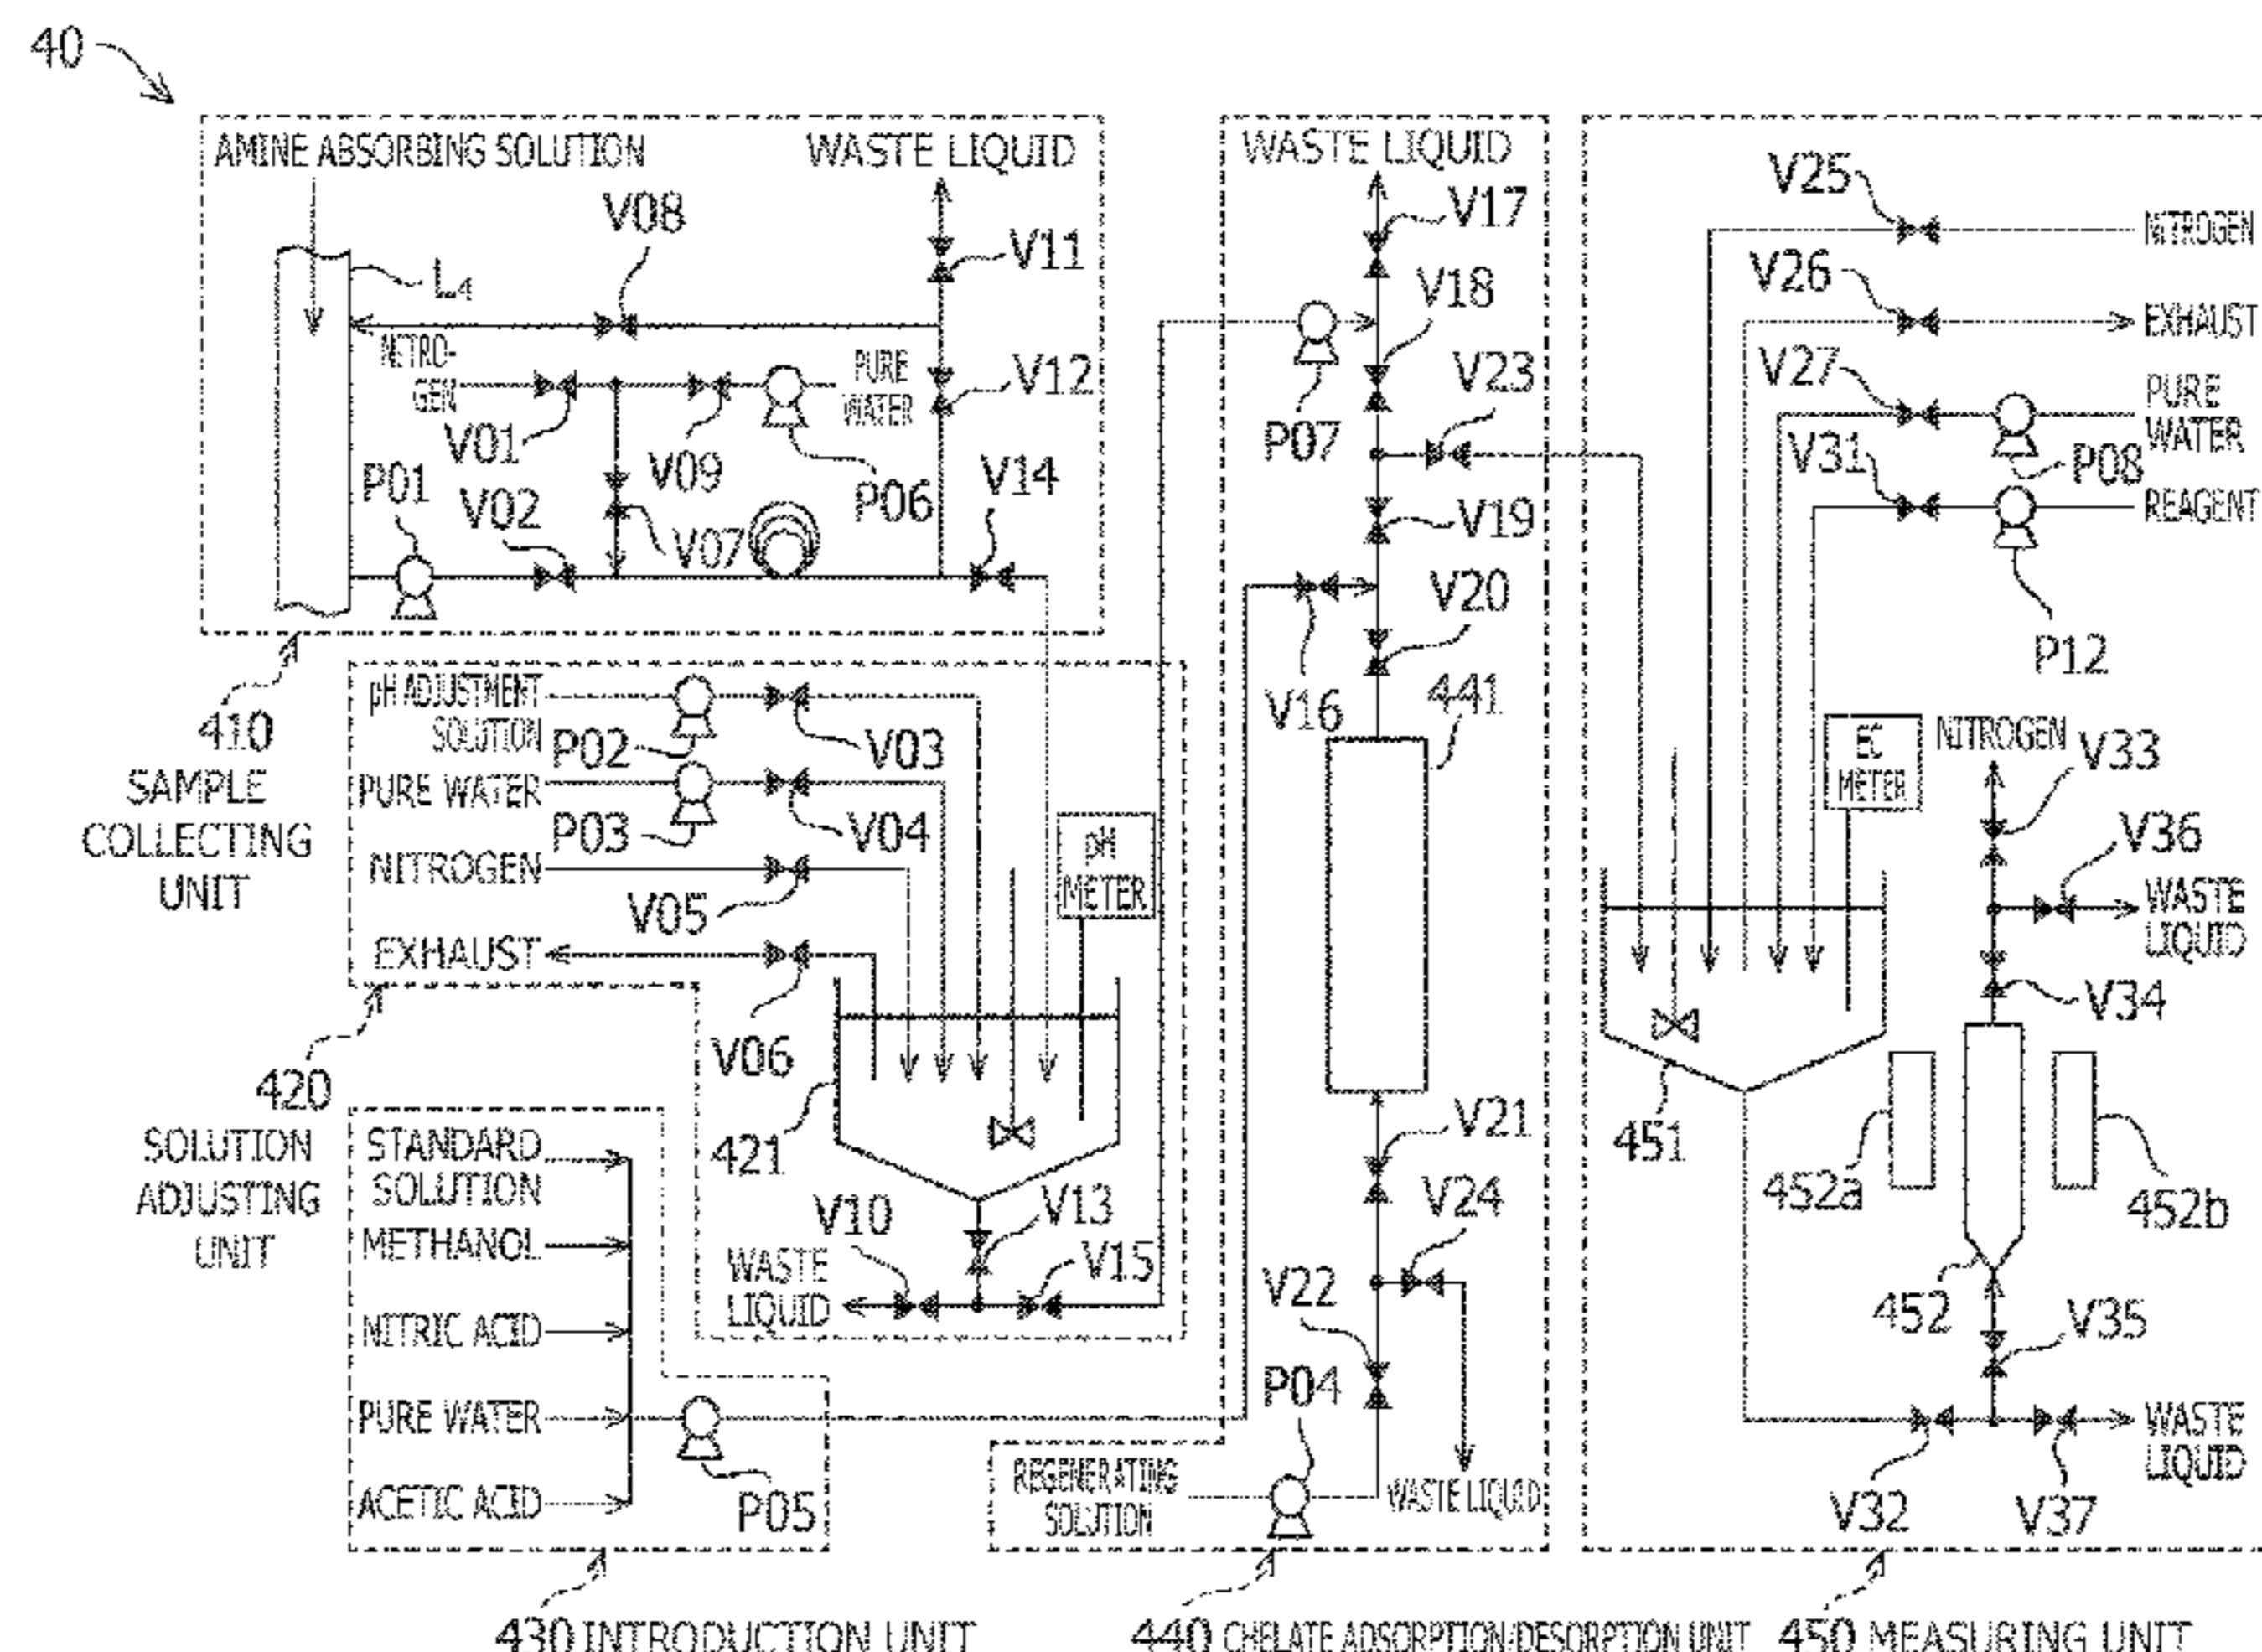 40
AMINE ABSORBING SOLUTION
WASTE LIQUID
V08
V11
L4
NITRO-
GEN
PURE
WATER
V12
V01
V09
P06
V14
P01
V02
V07
410
SAMPLE
COLLECTING
UNIT
pH ADJUSTMENT
SOLUTION
P02
V03
PURE WATER
P03
V04
NITROGEN
V05
pH
METER
EXHAUST
V06
420
SOLUTION
ADJUSTING
UNIT
421
V10
V13
V15
WASTE
LIQUID
STANDARD
SOLUTION
METHANOL
NITRIC ACID
PURE WATER
ACETIC ACID
P05
430 INTRODUCTION UNIT
WASTE LIQUID
V17
V18
P07
V23
V19
V20
V16
441
V21
V24
V22
P04
REGENERATING
SOLUTION
WASTE LIQUID
440 CHELATE ADSORPTION/DESORPTION UNIT
V25
NITROGEN
V26
EXHAUST
V27
PURE
WATER
P08
V31
REAGENT
P12
EC
METER
NITROGEN
V33
V36
WASTE
LIQUID
V34
451
452a
452b
452
V35
WASTE
LIQUID
V32
V37
450 MEASURING UNIT